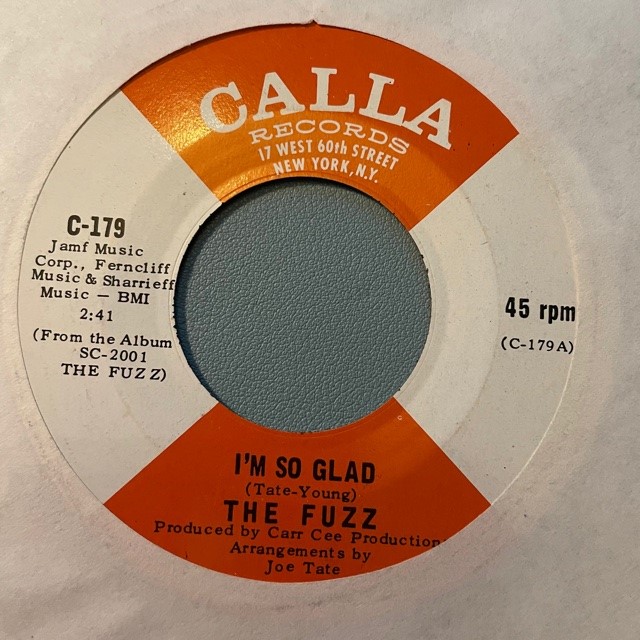 CALLA
RECORDS
17 WEST 60th STREET
NEW YORK, N.Y.
C-179
Jamf Music
Corp., Ferncliff
Music & Sharrieff
Music — BMI
2:41
(From the Album
SC-2001
THE FUZZ)
45 rpm
(C-179A)
I'M SO GLAD
(Tate-Young)
THE FUZZ
Produced by Carr Cee Production
Arrangements by
Joe Tate